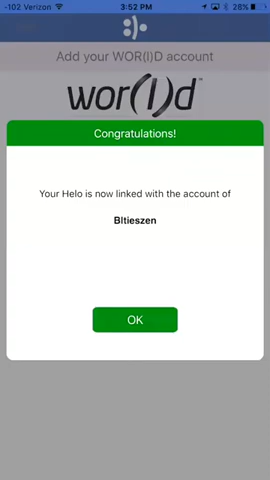 -102 Verizon 3:52 PM 28%
Add your WOR(I)D account
wor(l)d™
Congratulations!
Your Helo is now linked with the account of
Bltieszen
OK